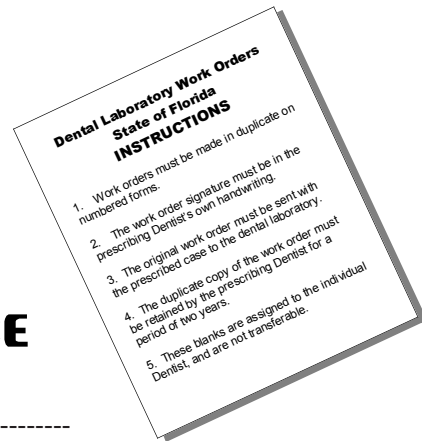 Dental Laboratory Work Orders
State of Florida
INSTRUCTIONS
1. Work orders must be made in duplicate on
numbered forms.
2. The work order signature must be in the
prescribing Dentist's own handwriting.
3. The original work order must be sent with
the prescribed case to the dental laboratory.
4. The duplicate copy of the work order must
be retained by the prescribing Dentist for a
period of two years.
5. These blanks are assigned to the individual
Dentist, and are not transferable.
E
--------